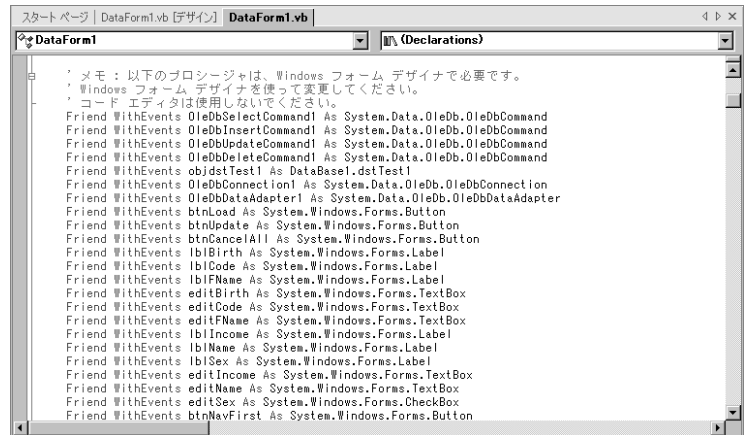 スタート ページ | DataForm1.vb [デザイン] DataForm1.vb
DataForm1 (Declarations)
' メモ : 以下のプロシージャは、Windows フォーム デザイナで必要です。
' Windows フォーム デザイナを使って変更してください。
' コード エディタは使用しないでください。
Friend WithEvents OleDbSelectCommand1 As System.Data.OleDb.OleDbCommand
Friend WithEvents OleDbInsertCommand1 As System.Data.OleDb.OleDbCommand
Friend WithEvents OleDbUpdateCommand1 As System.Data.OleDb.OleDbCommand
Friend WithEvents OleDbDeleteCommand1 As System.Data.OleDb.OleDbCommand
Friend WithEvents objdstTest1 As DataBase1.dstTest1
Friend WithEvents OleDbConnection1 As System.Data.OleDb.OleDbConnection
Friend WithEvents OleDbDataAdapter1 As System.Data.OleDb.OleDbDataAdapter
Friend WithEvents btnLoad As System.Windows.Forms.Button
Friend WithEvents btnUpdate As System.Windows.Forms.Button
Friend WithEvents btnCancelAll As System.Windows.Forms.Button
Friend WithEvents lblBirth As System.Windows.Forms.Label
Friend WithEvents lblCode As System.Windows.Forms.Label
Friend WithEvents lblFName As System.Windows.Forms.Label
Friend WithEvents editBirth As System.Windows.Forms.TextBox
Friend WithEvents editCode As System.Windows.Forms.TextBox
Friend WithEvents editFName As System.Windows.Forms.TextBox
Friend WithEvents lblIncome As System.Windows.Forms.Label
Friend WithEvents lblName As System.Windows.Forms.Label
Friend WithEvents lblSex As System.Windows.Forms.Label
Friend WithEvents editIncome As System.Windows.Forms.TextBox
Friend WithEvents editName As System.Windows.Forms.TextBox
Friend WithEvents editSex As System.Windows.Forms.CheckBox
Friend WithEvents btnNavFirst As System.Windows.Forms.Button